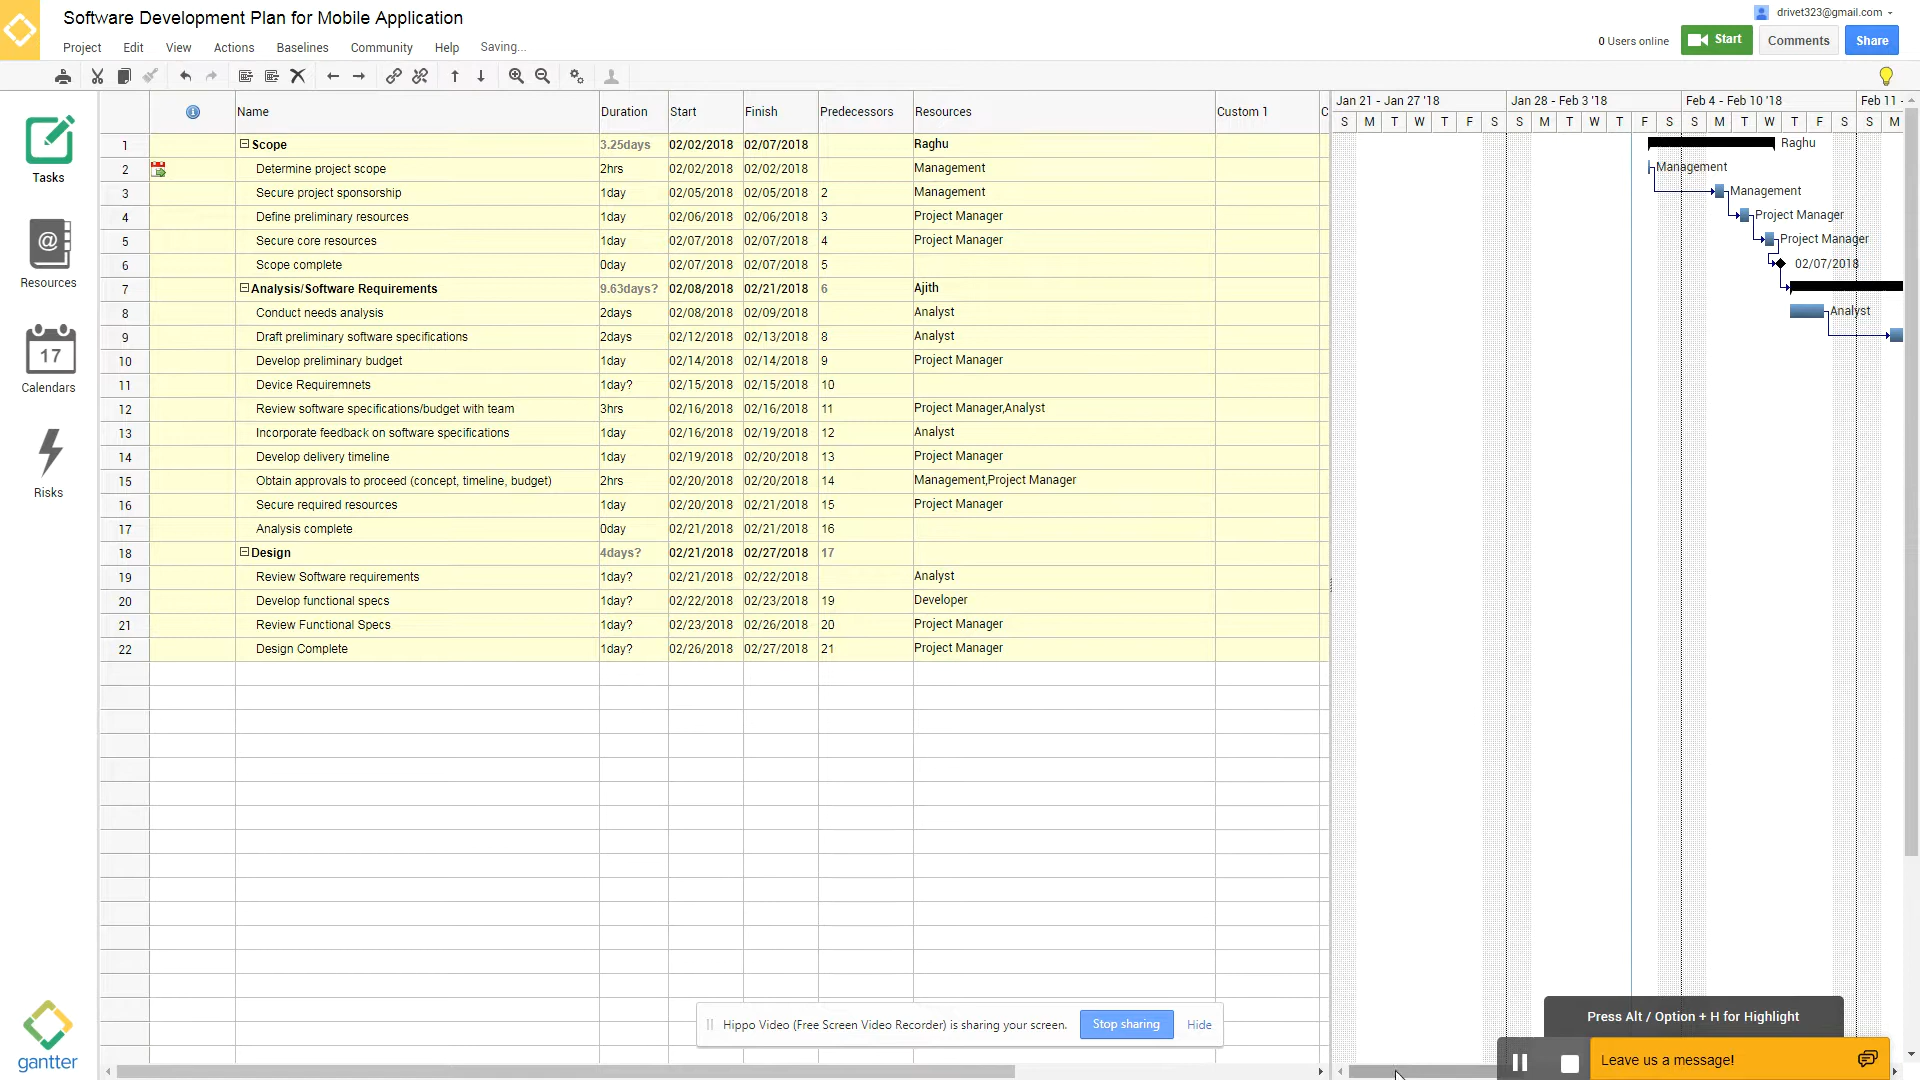 Software Development Plan for Mobile Application
drivet323@gmail.com
Project Edit View Actions Baselines Community Help Saving...
0 Users online Start Comments Share
Tasks
Resources
17
Calendars
Risks
gantter
Name Duration Start Finish Predecessors Resources Custom 1 C
1 Scope 3.25days 02/02/2018 02/07/2018 Raghu
2 Determine project scope 2hrs 02/02/2018 02/02/2018 Management
3 Secure project sponsorship 1day 02/05/2018 02/05/2018 2 Management
4 Define preliminary resources 1day 02/06/2018 02/06/2018 3 Project Manager
5 Secure core resources 1day 02/07/2018 02/07/2018 4 Project Manager
6 Scope complete 0day 02/07/2018 02/07/2018 5
7 Analysis/Software Requirements 9.63days? 02/08/2018 02/21/2018 6 Ajith
8 Conduct needs analysis 2days 02/08/2018 02/09/2018 Analyst
9 Draft preliminary software specifications 2days 02/12/2018 02/13/2018 8 Analyst
10 Develop preliminary budget 1day 02/14/2018 02/14/2018 9 Project Manager
11 Device Requiremnets 1day? 02/15/2018 02/15/2018 10
12 Review software specifications/budget with team 3hrs 02/16/2018 02/16/2018 11 Project Manager,Analyst
13 Incorporate feedback on software specifications 1day 02/16/2018 02/19/2018 12 Analyst
14 Develop delivery timeline 1day 02/19/2018 02/20/2018 13 Project Manager
15 Obtain approvals to proceed (concept, timeline, budget) 2hrs 02/20/2018 02/20/2018 14 Management,Project Manager
16 Secure required resources 1day 02/20/2018 02/21/2018 15 Project Manager
17 Analysis complete 0day 02/21/2018 02/21/2018 16
18 Design 4days? 02/21/2018 02/27/2018 17
19 Review Software requirements 1day? 02/21/2018 02/22/2018 Analyst
20 Develop functional specs 1day? 02/22/2018 02/23/2018 19 Developer
21 Review Functional Specs 1day? 02/23/2018 02/26/2018 20 Project Manager
22 Design Complete 1day? 02/26/2018 02/27/2018 21 Project Manager
Jan 21 - Jan 27 '18 Jan 28 - Feb 3 '18 Feb 4 - Feb 10 '18 Feb 11 -
S M T W T F S S M T W T F S S M T W T F S S M
Raghu
Management
Management
Project Manager
Project Manager
02/07/2018
Analyst
Hippo Video (Free Screen Video Recorder) is sharing your screen. Stop sharing Hide
Press Alt / Option + H for Highlight
Leave us a message!